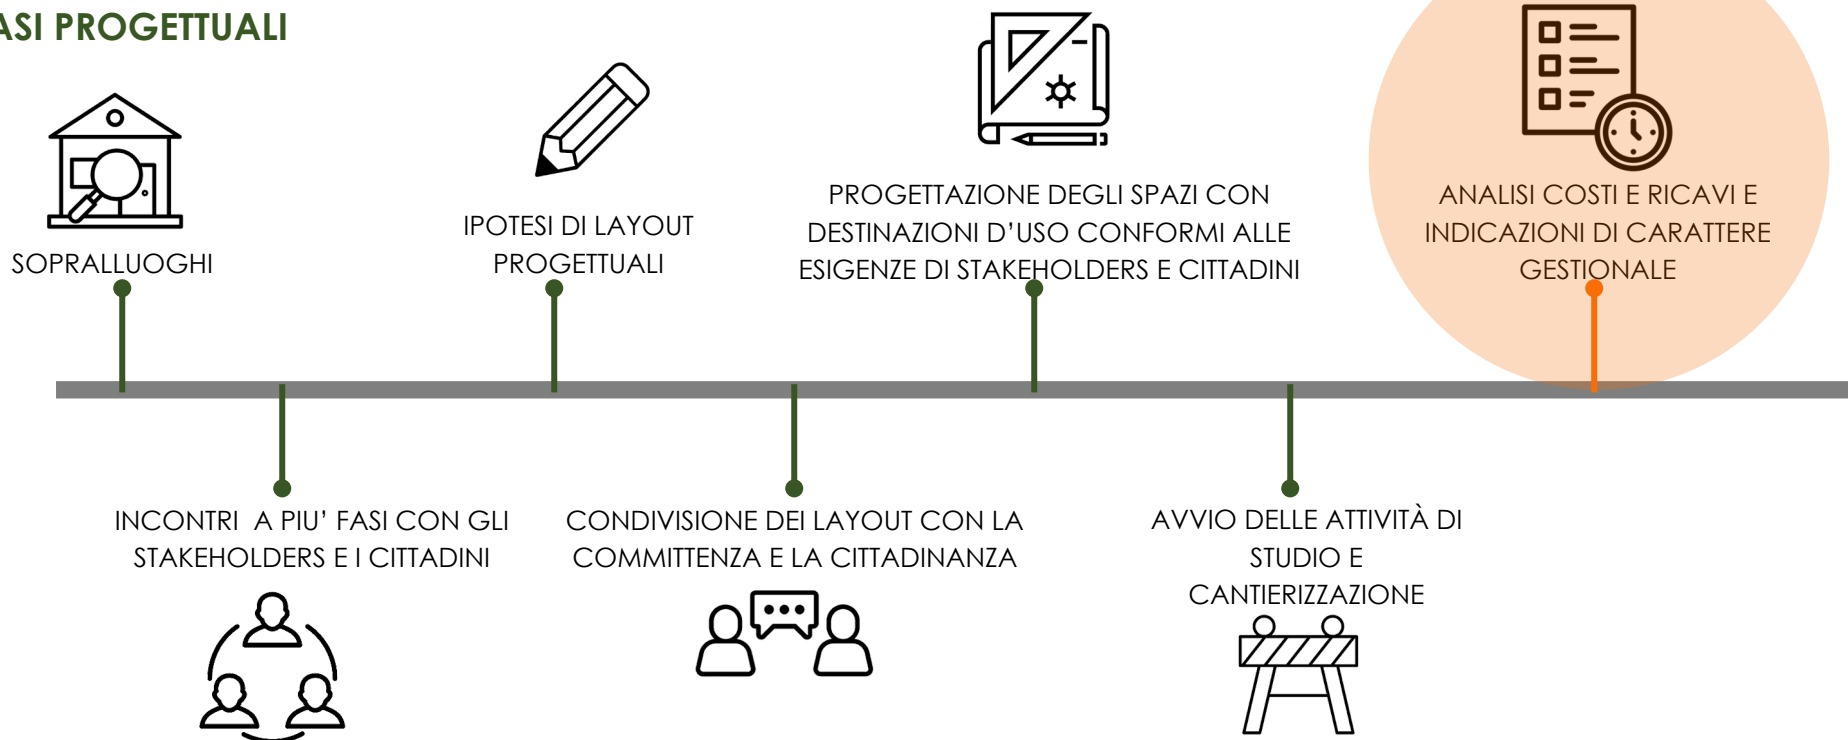 ASI PROGETTUALI
SOPRALLUOGHI
IPOTESI DI LAYOUT
PROGETTUALI
PROGETTAZIONE DEGLI SPAZI CON
DESTINAZIONI D'USO CONFORMI ALLE
ESIGENZE DI STAKEHOLDERS E CITTADINI
ANALISI COSTI E RICAVI E
INDICAZIONI DI CARATTERE
GESTIONALE
INCONTRI  A PIU' FASI CON GLI
STAKEHOLDERS E I CITTADINI
CONDIVISIONE DEI LAYOUT CON LA
COMMITTENZA E LA CITTADINANZA
AVVIO DELLE ATTIVITÀ DI
STUDIO E
CANTIERIZZAZIONE